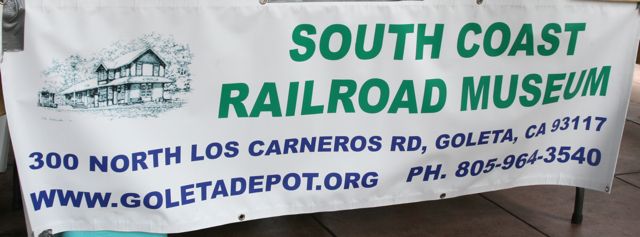 SOUTH COAST
RAILROAD MUSEUM
300 NORTH LOS CARNEROS RD, GOLETA, CA 93117
WWW.GOLETADEPOT.ORG PH. 805-964-3540